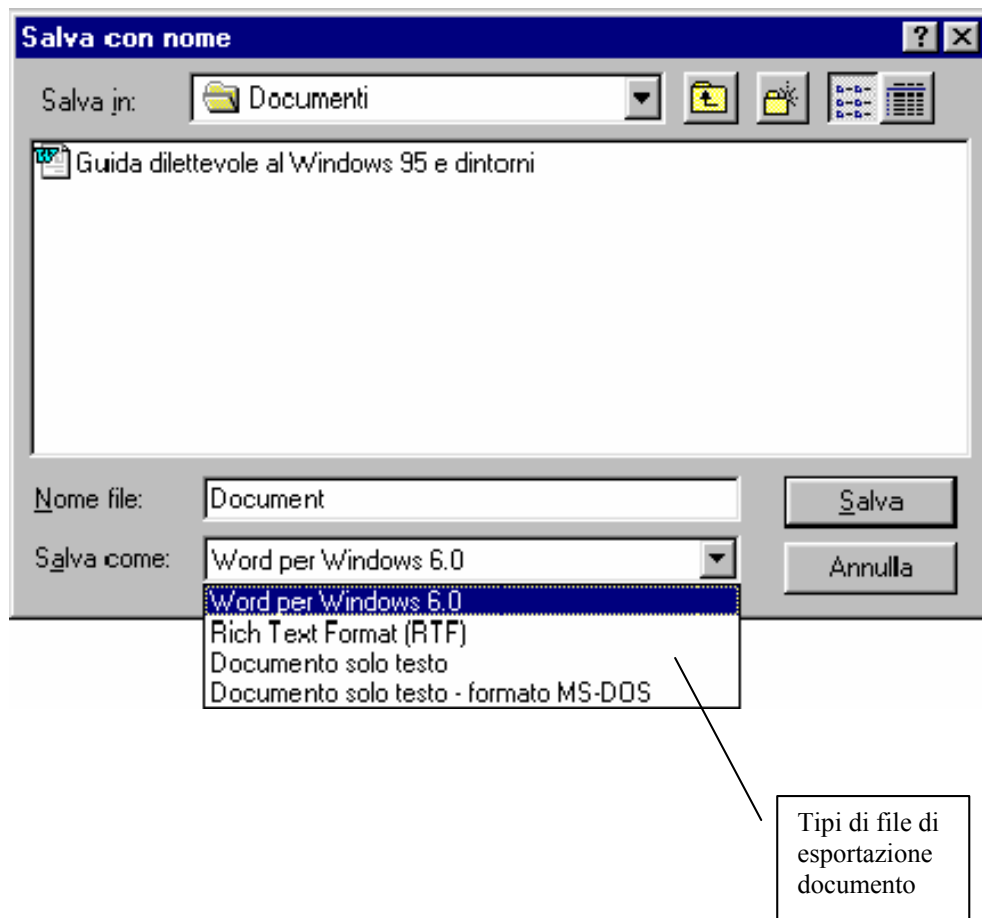 Salva con nome
Salva in: Documenti
Guida dilettevole al Windows 95 e dintorni
Nome file: Document Salva
Salva come: Word per Windows 6.0 Annulla
Word per Windows 6.0
Rich Text Format (RTF)
Documento solo testo
Documento solo testo - formato MS-DOS
Tipi di file di
esportazione
documento